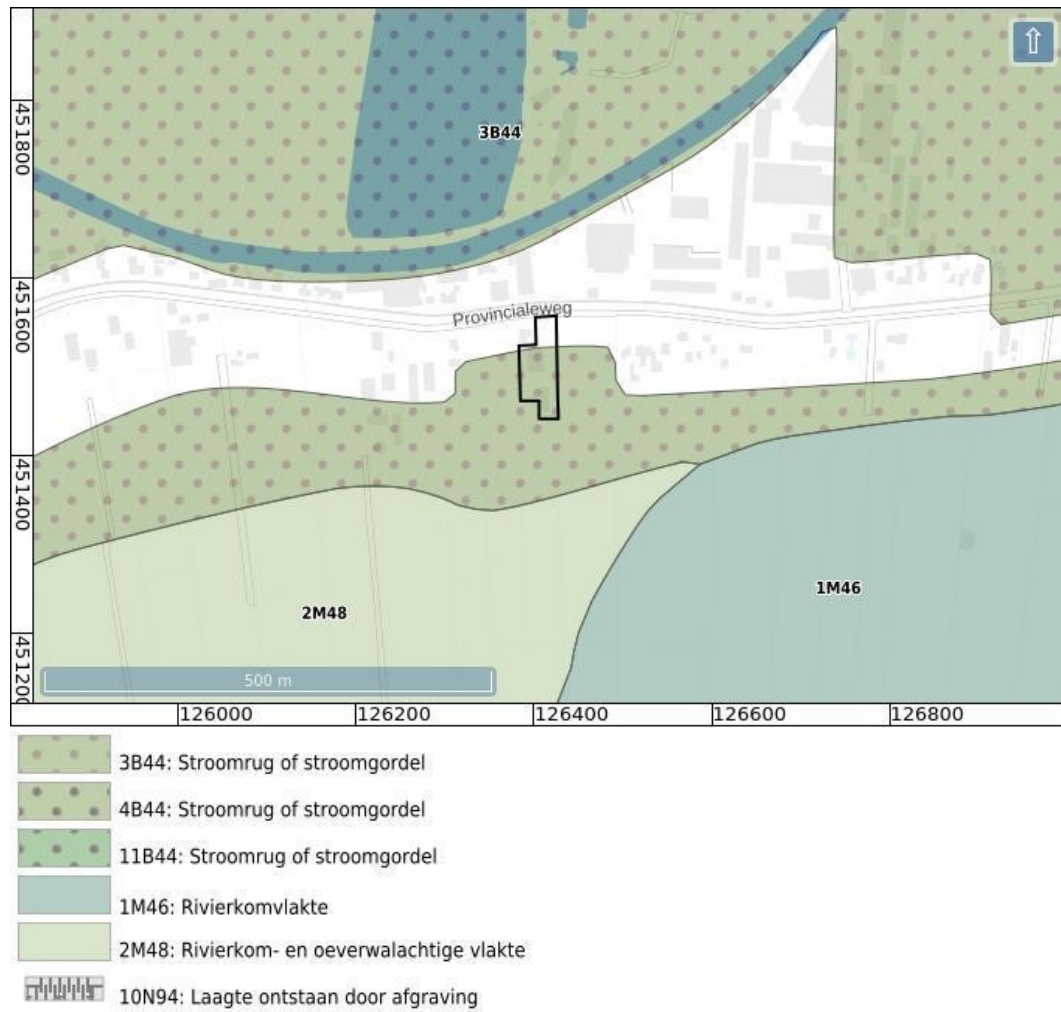 451800
3B44
451600
Provincialeweg
451400
2M48
1M46
451200
500 m
126000
126200
126400
126600
126800
3B44: Stroomrug of stroomgordel
4B44: Stroomrug of stroomgordel
11B44: Stroomrug of stroomgordel
1M46: Rivierkomvlakte
2M48: Rivierkom- en oeverwalachtige vlakte
10N94: Laagte ontstaan door afgraving